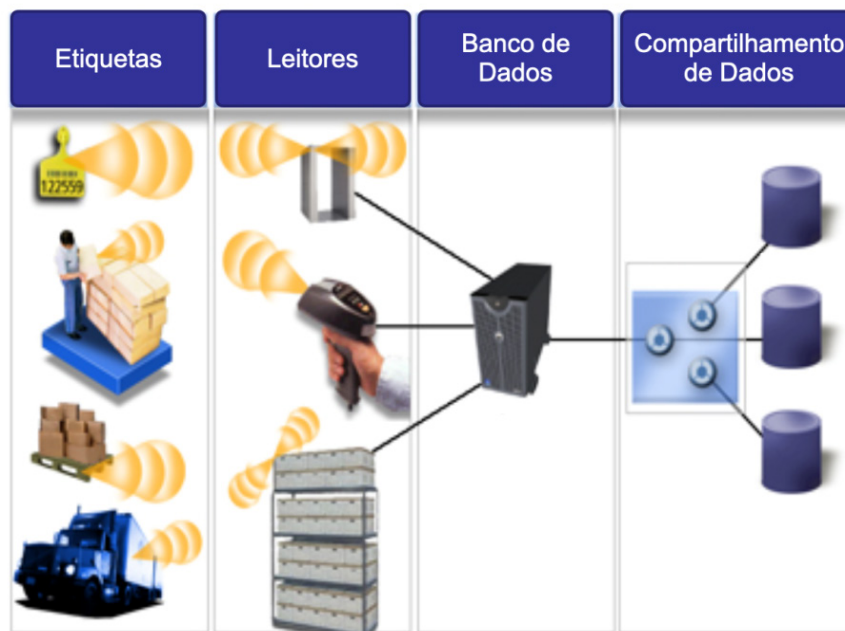 Etiquetas
Leitores
Banco de
Dados
Compartilhamento
de Dados
122559